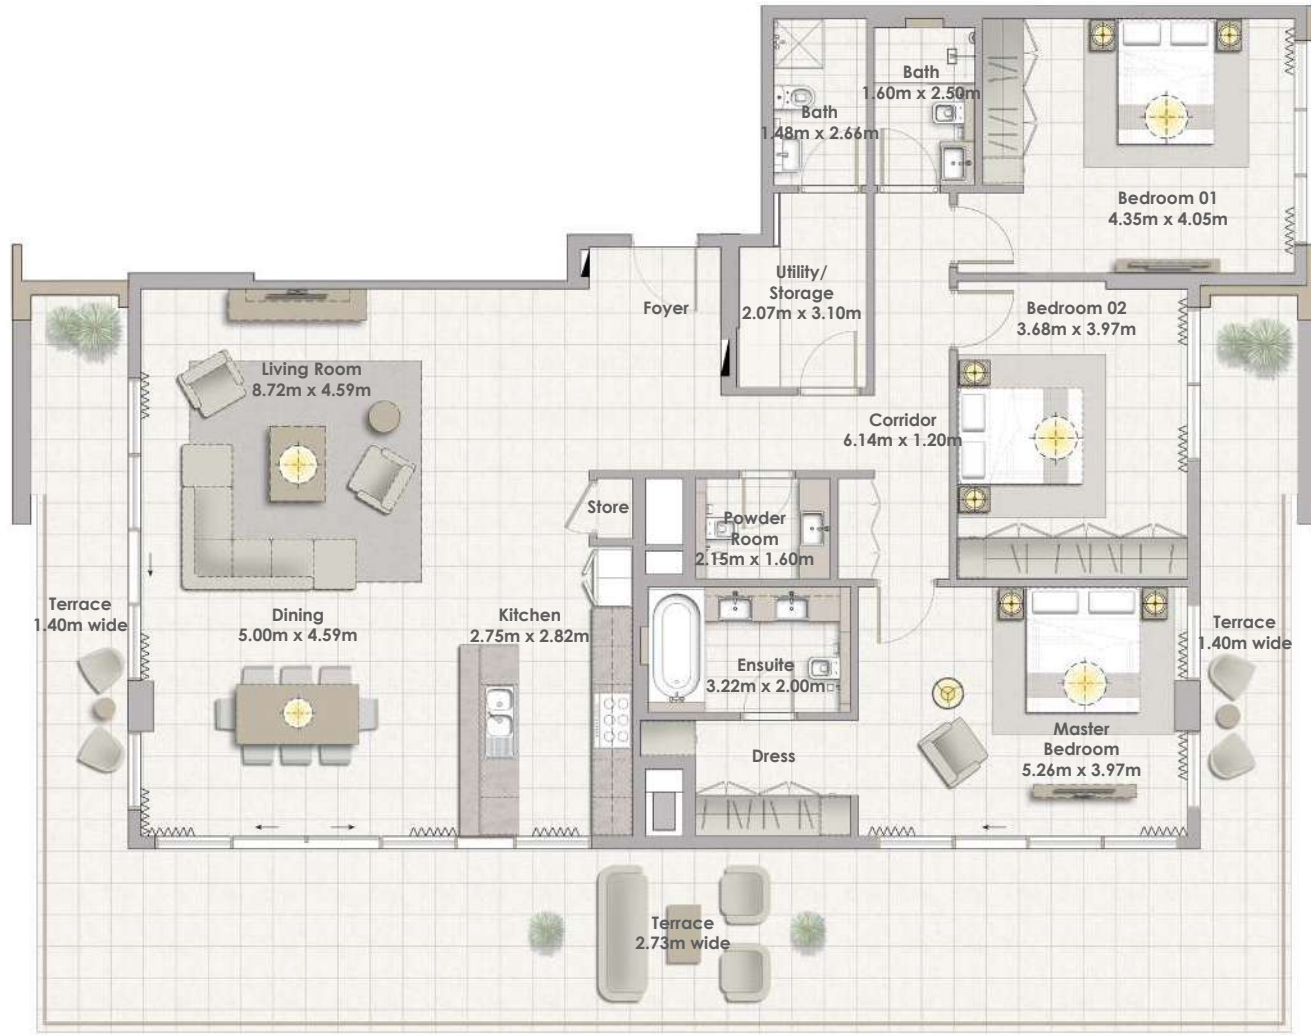 Bath
1.60m x 2.50m
Bath
1.48m x 2.66m
Bedroom 01
4.35m x 4.05m
Utility/
Storage
2.07m x 3.10m
Foyer
Bedroom 02
3.68m x 3.97m
Living Room
8.72m x 4.59m
Corridor
6.14m x 1.20m
Store
Powder
Room
2.15m x 1.60m
Terrace
1.40m wide
Dining
5.00m x 4.59m
Kitchen
2.75m x 2.82m
Ensuite
3.22m x 2.00m
Terrace
1.40m wide
Dress
Master
Bedroom
5.26m x 3.97m
Terrace
2.73m wide